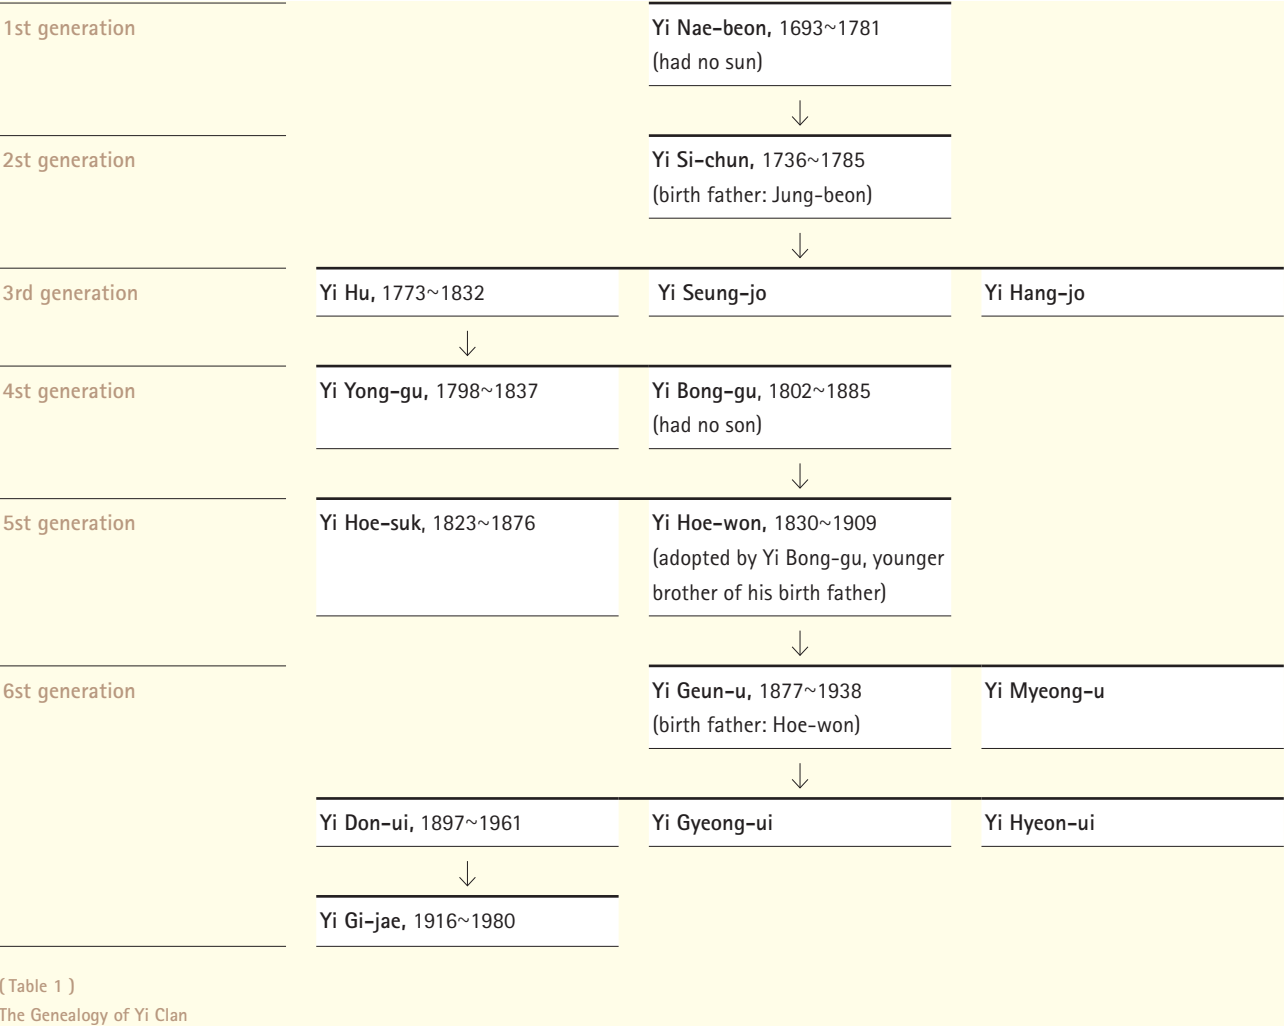 1st generation
Yi Nae-beon, 1693~1781
(had no sun)
2st generation
Yi Si-chun, 1736~1785
(birth father: Jung-beon)
3rd generation
Yi Hu, 1773~1832
Yi Seung-jo
Yi Hang-jo
4st generation
Yi Yong-gu, 1798~1837
Yi Bong-gu, 1802~1885
(had no son)
5st generation
Yi Hoe-suk, 1823~1876
Yi Hoe-won, 1830~1909
(adopted by Yi Bong-gu, younger
brother of his birth father)
6st generation
Yi Geun-u, 1877~1938
(birth father: Hoe-won)
Yi Myeong-u
Yi Don-ui, 1897~1961
Yi Gyeong-ui
Yi Hyeon-ui
Yi Gi-jae, 1916~1980
( Table 1 )
The Genealogy of Yi Clan